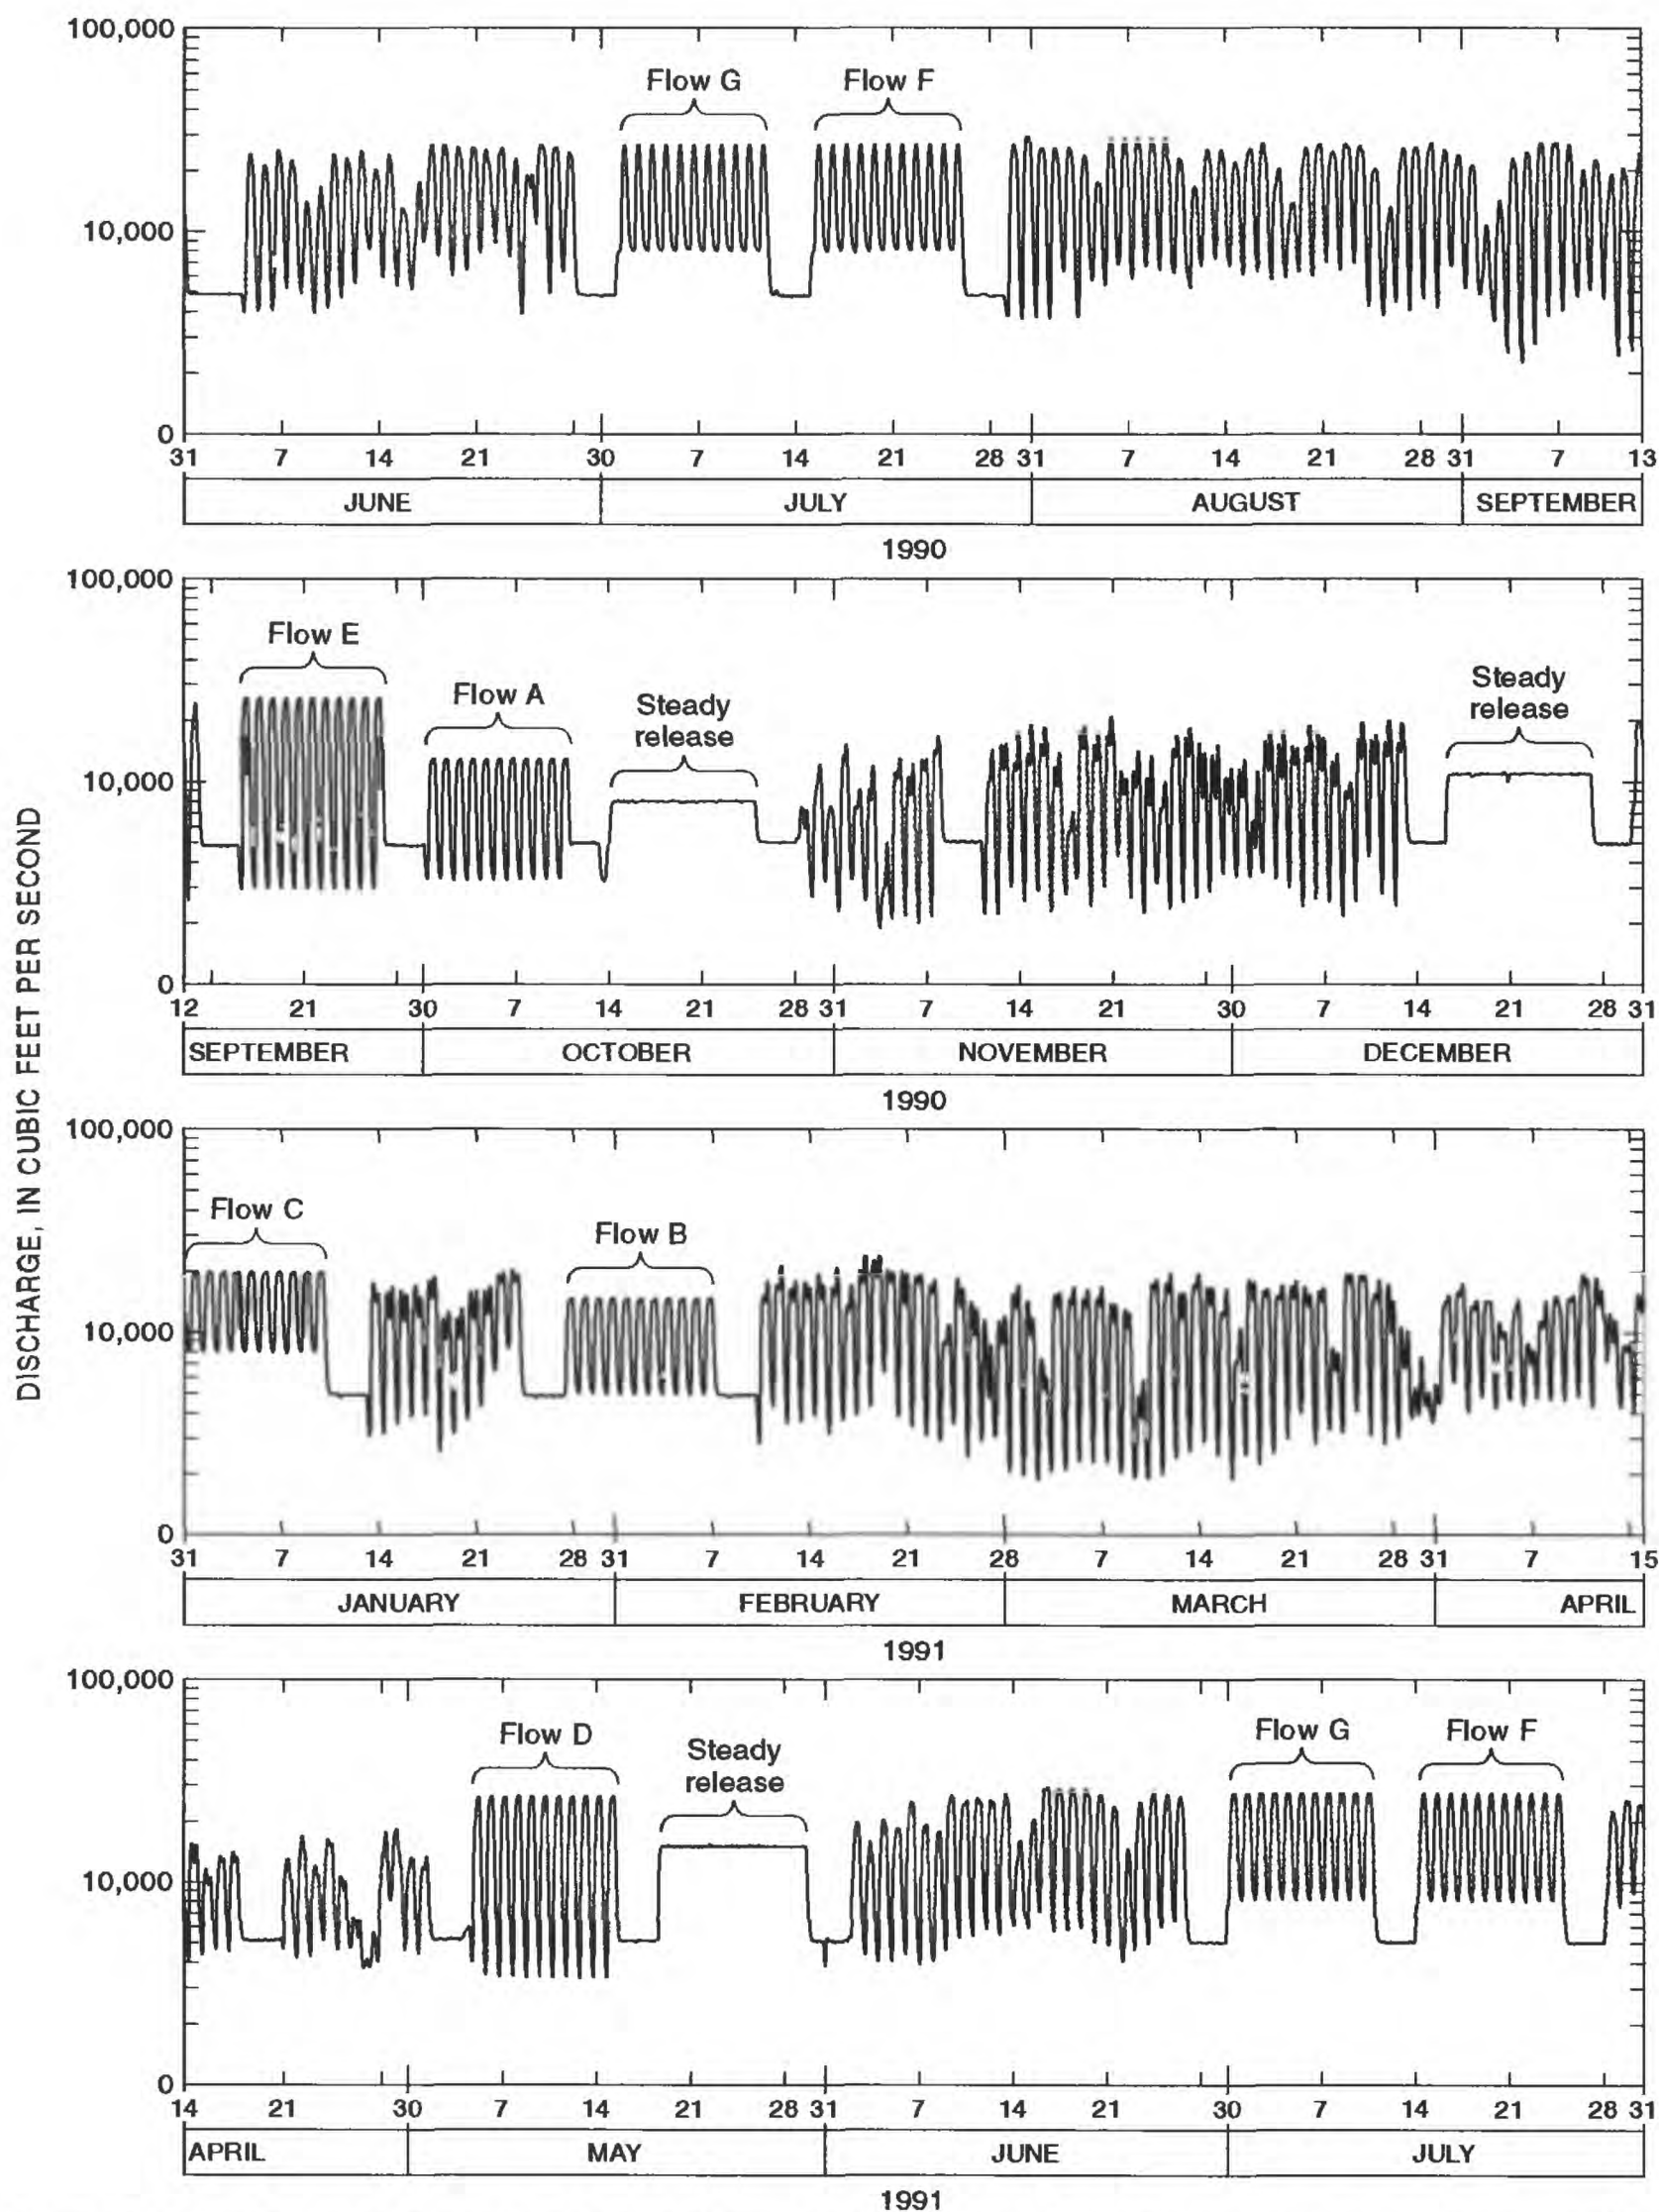 DISCHARGE, IN CUBIC FEET PER SECOND
100,000
Flow G Flow F
10,000
0
31 7 14 21 30 7 14 21 28 31 7 14 21 28 31 7 13
JUNE JULY AUGUST SEPTEMBER
1990
100,000
Flow E
Flow A
Steady
release
Steady
release
10,000
0
12 21 30 7 14 21 28 31 7 14 21 30 7 14 21 28 31
SEPTEMBER OCTOBER NOVEMBER DECEMBER
1990
100,000
Flow C
Flow B
10,000
0
31 7 14 21 28 31 7 14 21 28 7 14 21 28 31 7 15
JANUARY FEBRUARY MARCH APRIL
1991
100,000
Flow D
Steady
release
Flow G Flow F
10,000
0
14 21 30 7 14 21 28 31 7 14 21 30 7 14 21 28 31
APRIL MAY JUNE JULY
1991